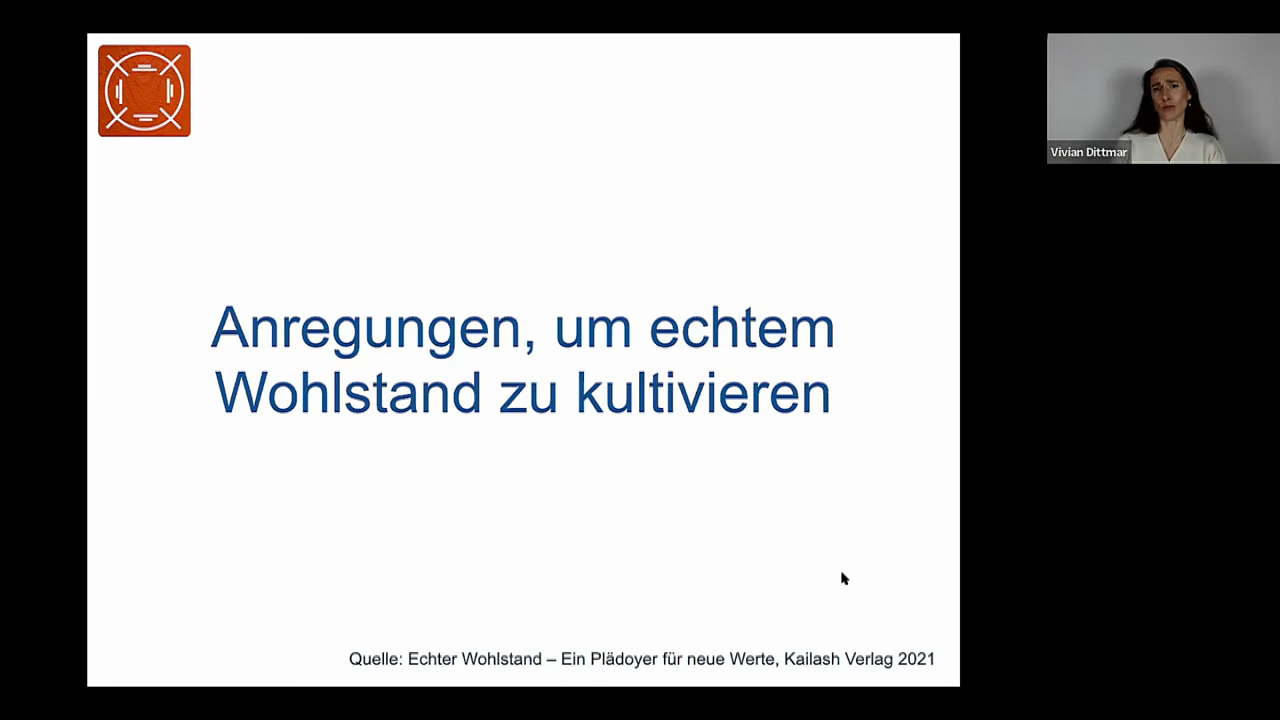 Anregungen, um echtem
Wohlstand zu kultivieren
Quelle: Echter Wohlstand – Ein Plädoyer für neue Werte, Kailash Verlag 2021
Vivian Dittmar